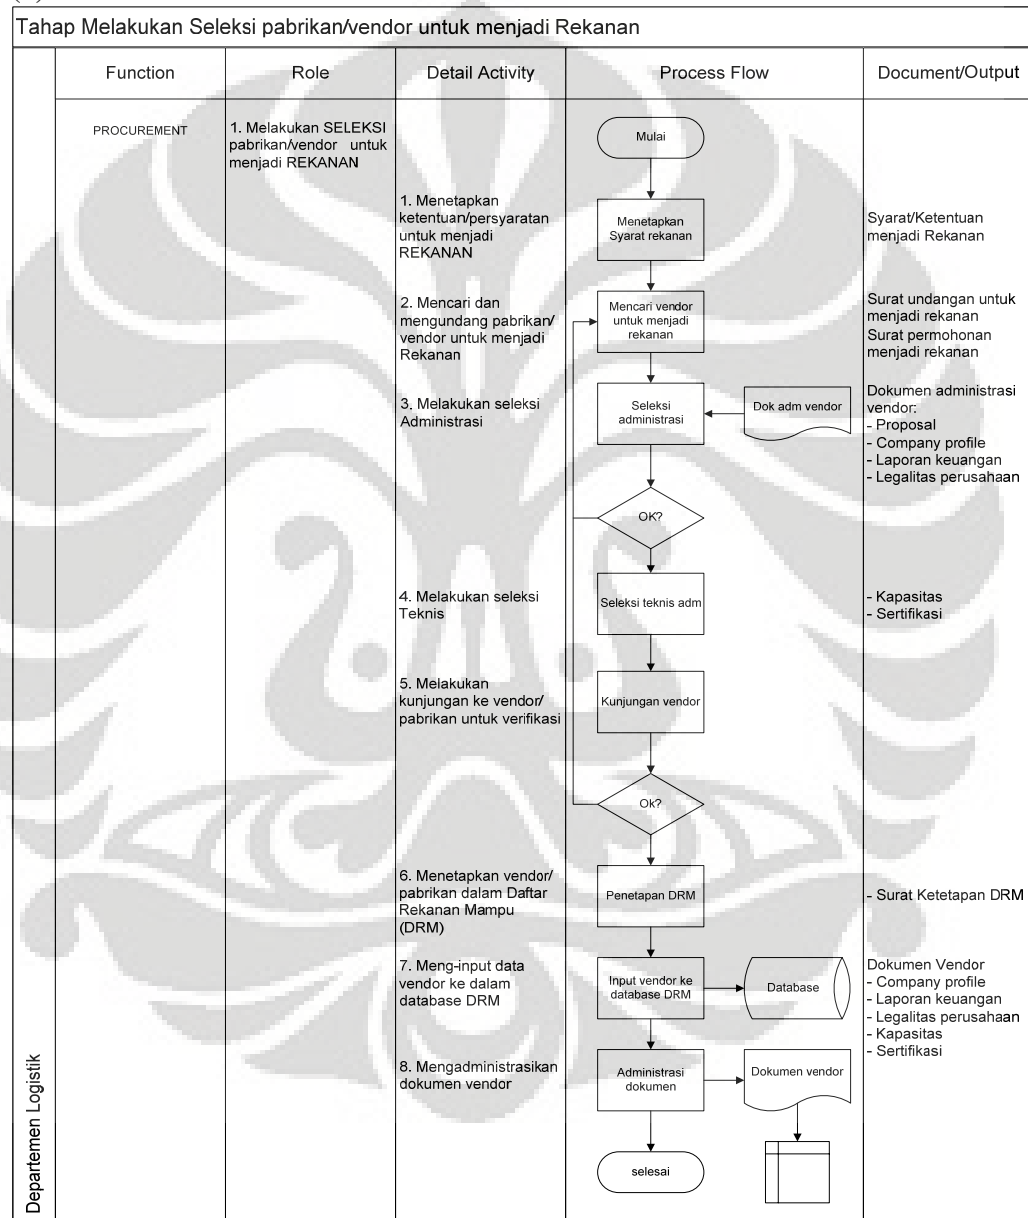 Tahap Melakukan Seleksi pabrikan/vendor untuk menjadi Rekanan
Function
Role
Detail Activity
Process Flow
Document/Output
PROCUREMENT
1. Melakukan SELEKSI
pabrikan/vendor untuk
menjadi REKANAN
Mulai
1. Menetapkan
ketentuan/persyaratan
untuk menjadi
REKANAN
Menetapkan
Syarat rekanan
Syarat/Ketentuan
menjadi Rekanan
2. Mencari dan
mengundang pabrikan/
vendor untuk menjadi
Rekanan
Mencari vendor
untuk menjadi
rekanan
Surat undangan untuk
menjadi rekanan
Surat permohonan
menjadi rekanan
3. Melakukan seleksi
Administrasi
Seleksi
administrasi
Dok adm vendor
Dokumen administrasi
vendor:
- Proposal
- Company profile
- Laporan keuangan
- Legalitas perusahaan
OK?
4. Melakukan seleksi
Teknis
Seleksi teknis adm
- Kapasitas
- Sertifikasi
5. Melakukan
kunjungan ke vendor/
pabrikan untuk verifikasi
Kunjungan vendor
Ok?
6. Menetapkan vendor/
pabrikan dalam Daftar
Rekanan Mampu
(DRM)
Penetapan DRM
- Surat Ketetapan DRM
7. Meng-input data
vendor ke dalam
database DRM
Input vendor ke
database DRM
Database
Dokumen Vendor
- Company profile
- Laporan keuangan
- Legalitas perusahaan
- Kapasitas
- Sertifikasi
8. Mengadministrasikan
dokumen vendor
Administrasi
dokumen
Dokumen vendor
selesai
Departemen Logistik